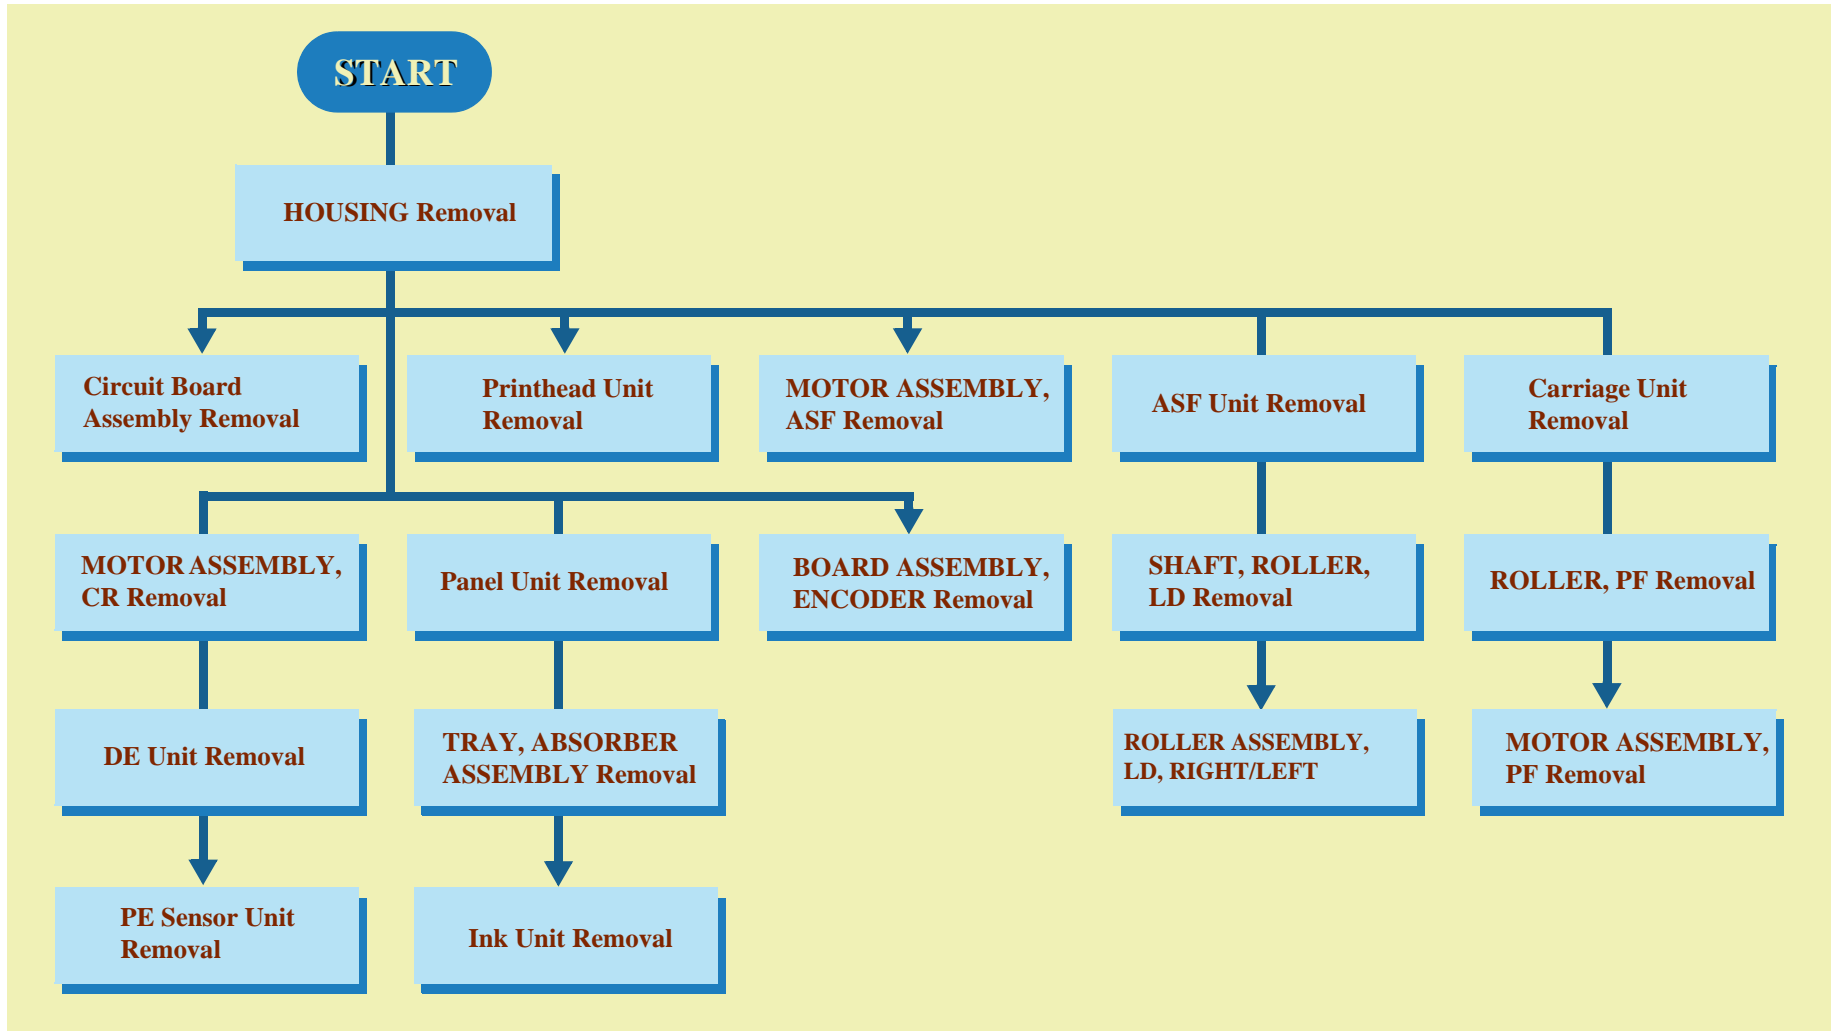 START
HOUSING Removal
Circuit Board
Assembly Removal
Printhead Unit
Removal
MOTOR ASSEMBLY,
ASF Removal
ASF Unit Removal
Carriage Unit
Removal
MOTOR ASSEMBLY,
CR Removal
Panel Unit Removal
BOARD ASSEMBLY,
ENCODER Removal
SHAFT, ROLLER,
LD Removal
ROLLER, PF Removal
DE Unit Removal
TRAY, ABSORBER
ASSEMBLY Removal
ROLLER ASSEMBLY,
LD, RIGHT/LEFT
MOTOR ASSEMBLY,
PF Removal
PE Sensor Unit
Removal
Ink Unit Removal